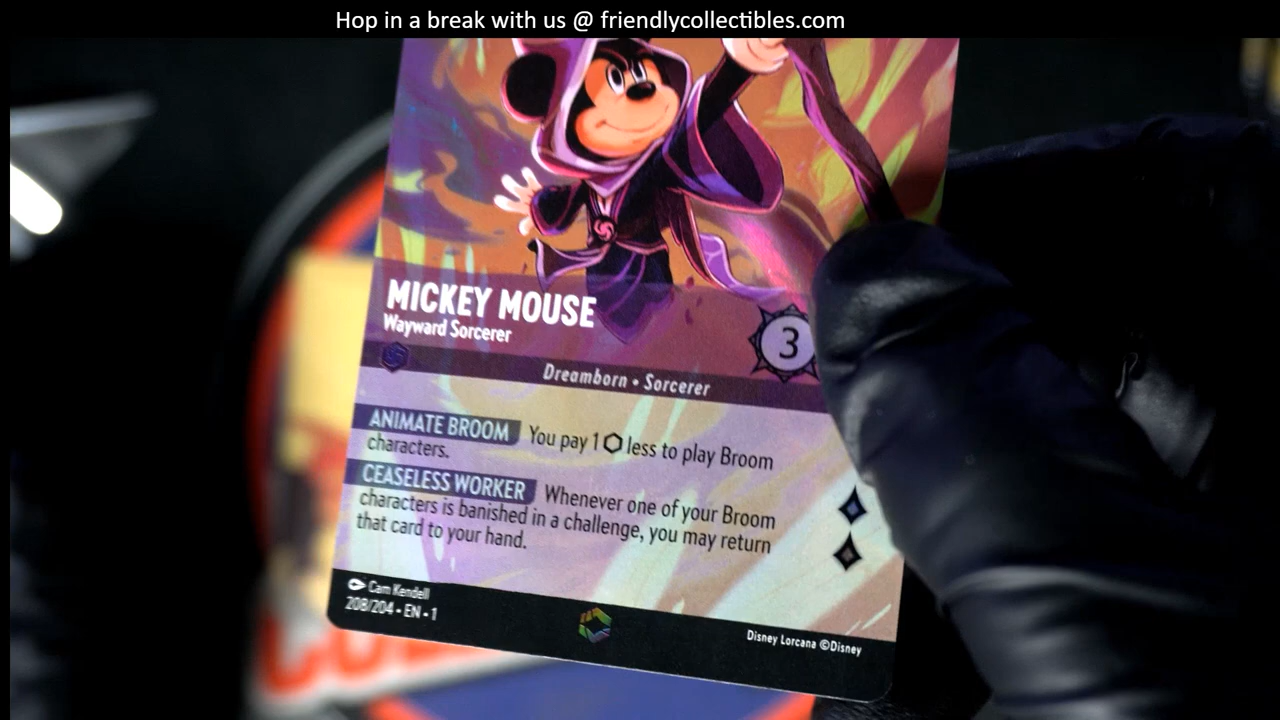 Hop in a break with us @ friendlycollectibles.com
MICKEY MOUSE
Wayward Sorcerer
3
Dreamborn • Sorcerer
ANIMATE BROOM You pay 1 ⬡ less to play Broom
characters.
CEASELESS WORKER Whenever one of your Broom
characters is banished in a challenge, you may return
that card to your hand.
Cam Kendell
208/204 • EN • 1
Disney Lorcana ©Disney